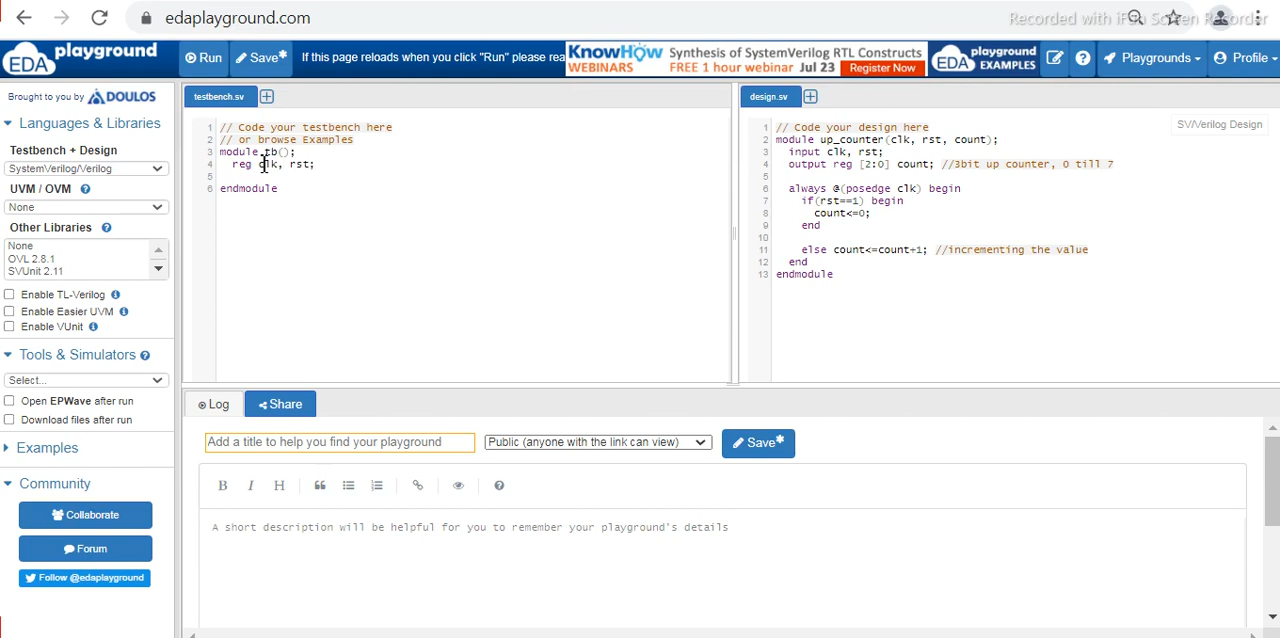 edaplayground.com
Recorded with iFun Screen Recorder
EDA playground
Run
Save*
If this page reloads when you click "Run" please rea
KnowHow WEBINARS
Synthesis of SystemVerilog RTL Constructs
FREE 1 hour webinar Jul 23 Register Now
EDA playground EXAMPLES
Playgrounds
Profile
Brought to you by DOULOS
Languages & Libraries
Testbench + Design
SystemVerilog/Verilog
UVM / OVM
None
Other Libraries
None
OVL 2.8.1
SVUnit 2.11
Enable TL-Verilog
Enable Easier UVM
Enable VUnit
Tools & Simulators
Select...
Open EPWave after run
Download files after run
Examples
Community
Collaborate
Forum
Follow @edaplayground
testbench.sv
1 // Code your testbench here
2 // or browse Examples
3 module tb();
4 reg clk, rst;
5
6 endmodule
design.sv
SV/Verilog Design
1 // Code your design here
2 module up_counter(clk, rst, count);
3 input clk, rst;
4 output reg [2:0] count; //3bit up counter, 0 till 7
5
6 always @(posedge clk) begin
7 if(rst==1) begin
8 count<=0;
9 end
10
11 else count<=count+1; //incrementing the value
12 end
13 endmodule
Log
Share
Add a title to help you find your playground
Public (anyone with the link can view)
Save*
B I H
A short description will be helpful for you to remember your playground's details